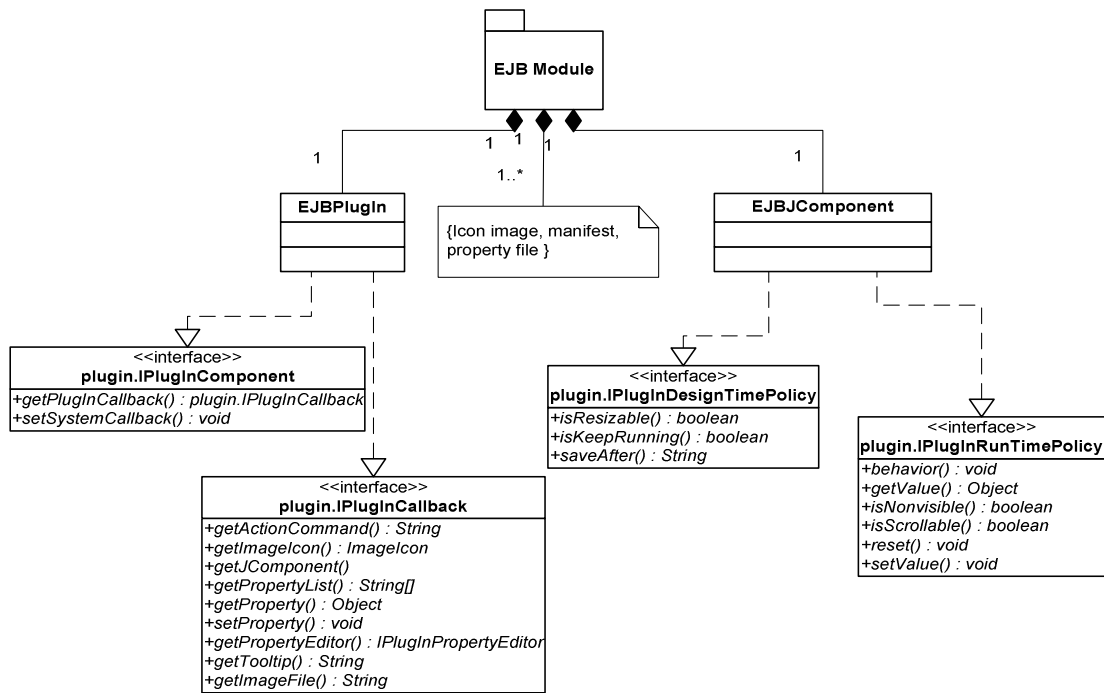 EJB Module
1
1
1
1
1..*
1
EJBPlugIn
{Icon image, manifest,
property file }
EJBJComponent
<<interface>>
plugin.IPlugInComponent
+getPlugInCallback() : plugin.IPlugInCallback
+setSystemCallback() : void
<<interface>>
plugin.IPlugInDesignTimePolicy
+isResizable() : boolean
+isKeepRunning() : boolean
+saveAfter() : String
<<interface>>
plugin.IPlugInRunTimePolicy
+behavior() : void
+getValue() : Object
+isNonvisible() : boolean
+isScrollable() : boolean
+reset() : void
+setValue() : void
<<interface>>
plugin.IPlugInCallback
+getActionCommand() : String
+getImageIcon() : ImageIcon
+getJComponent()
+getPropertyList() : String[]
+getProperty() : Object
+setProperty() : void
+getPropertyEditor() : IPlugInPropertyEditor
+getTooltip() : String
+getImageFile() : String